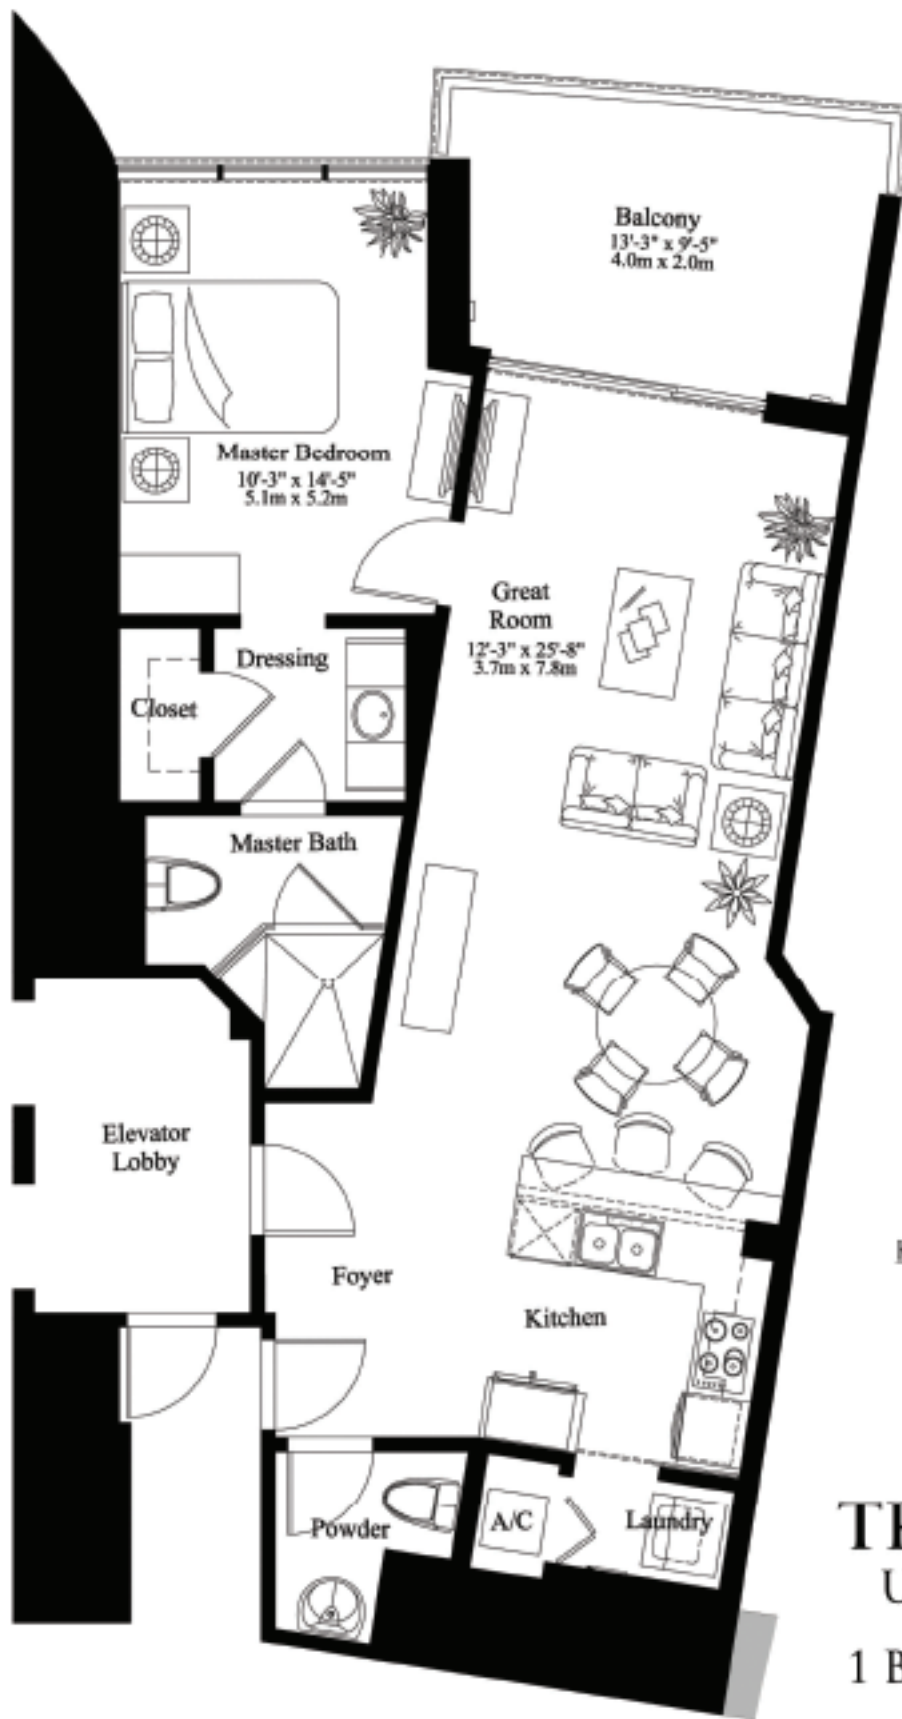 Balcony
13'-3" x 9'-5"
4.0m x 2.0m
Master Bedroom
10'-3" x 14'-5"
5.1m x 5.2m
Great
Room
12'-3" x 25'-8"
3.7m x 7.8m
Dressing
Closet
Master Bath
Elevator
Lobby
Foyer
Kitchen
A/C
Laundry
Powder
U
1 B